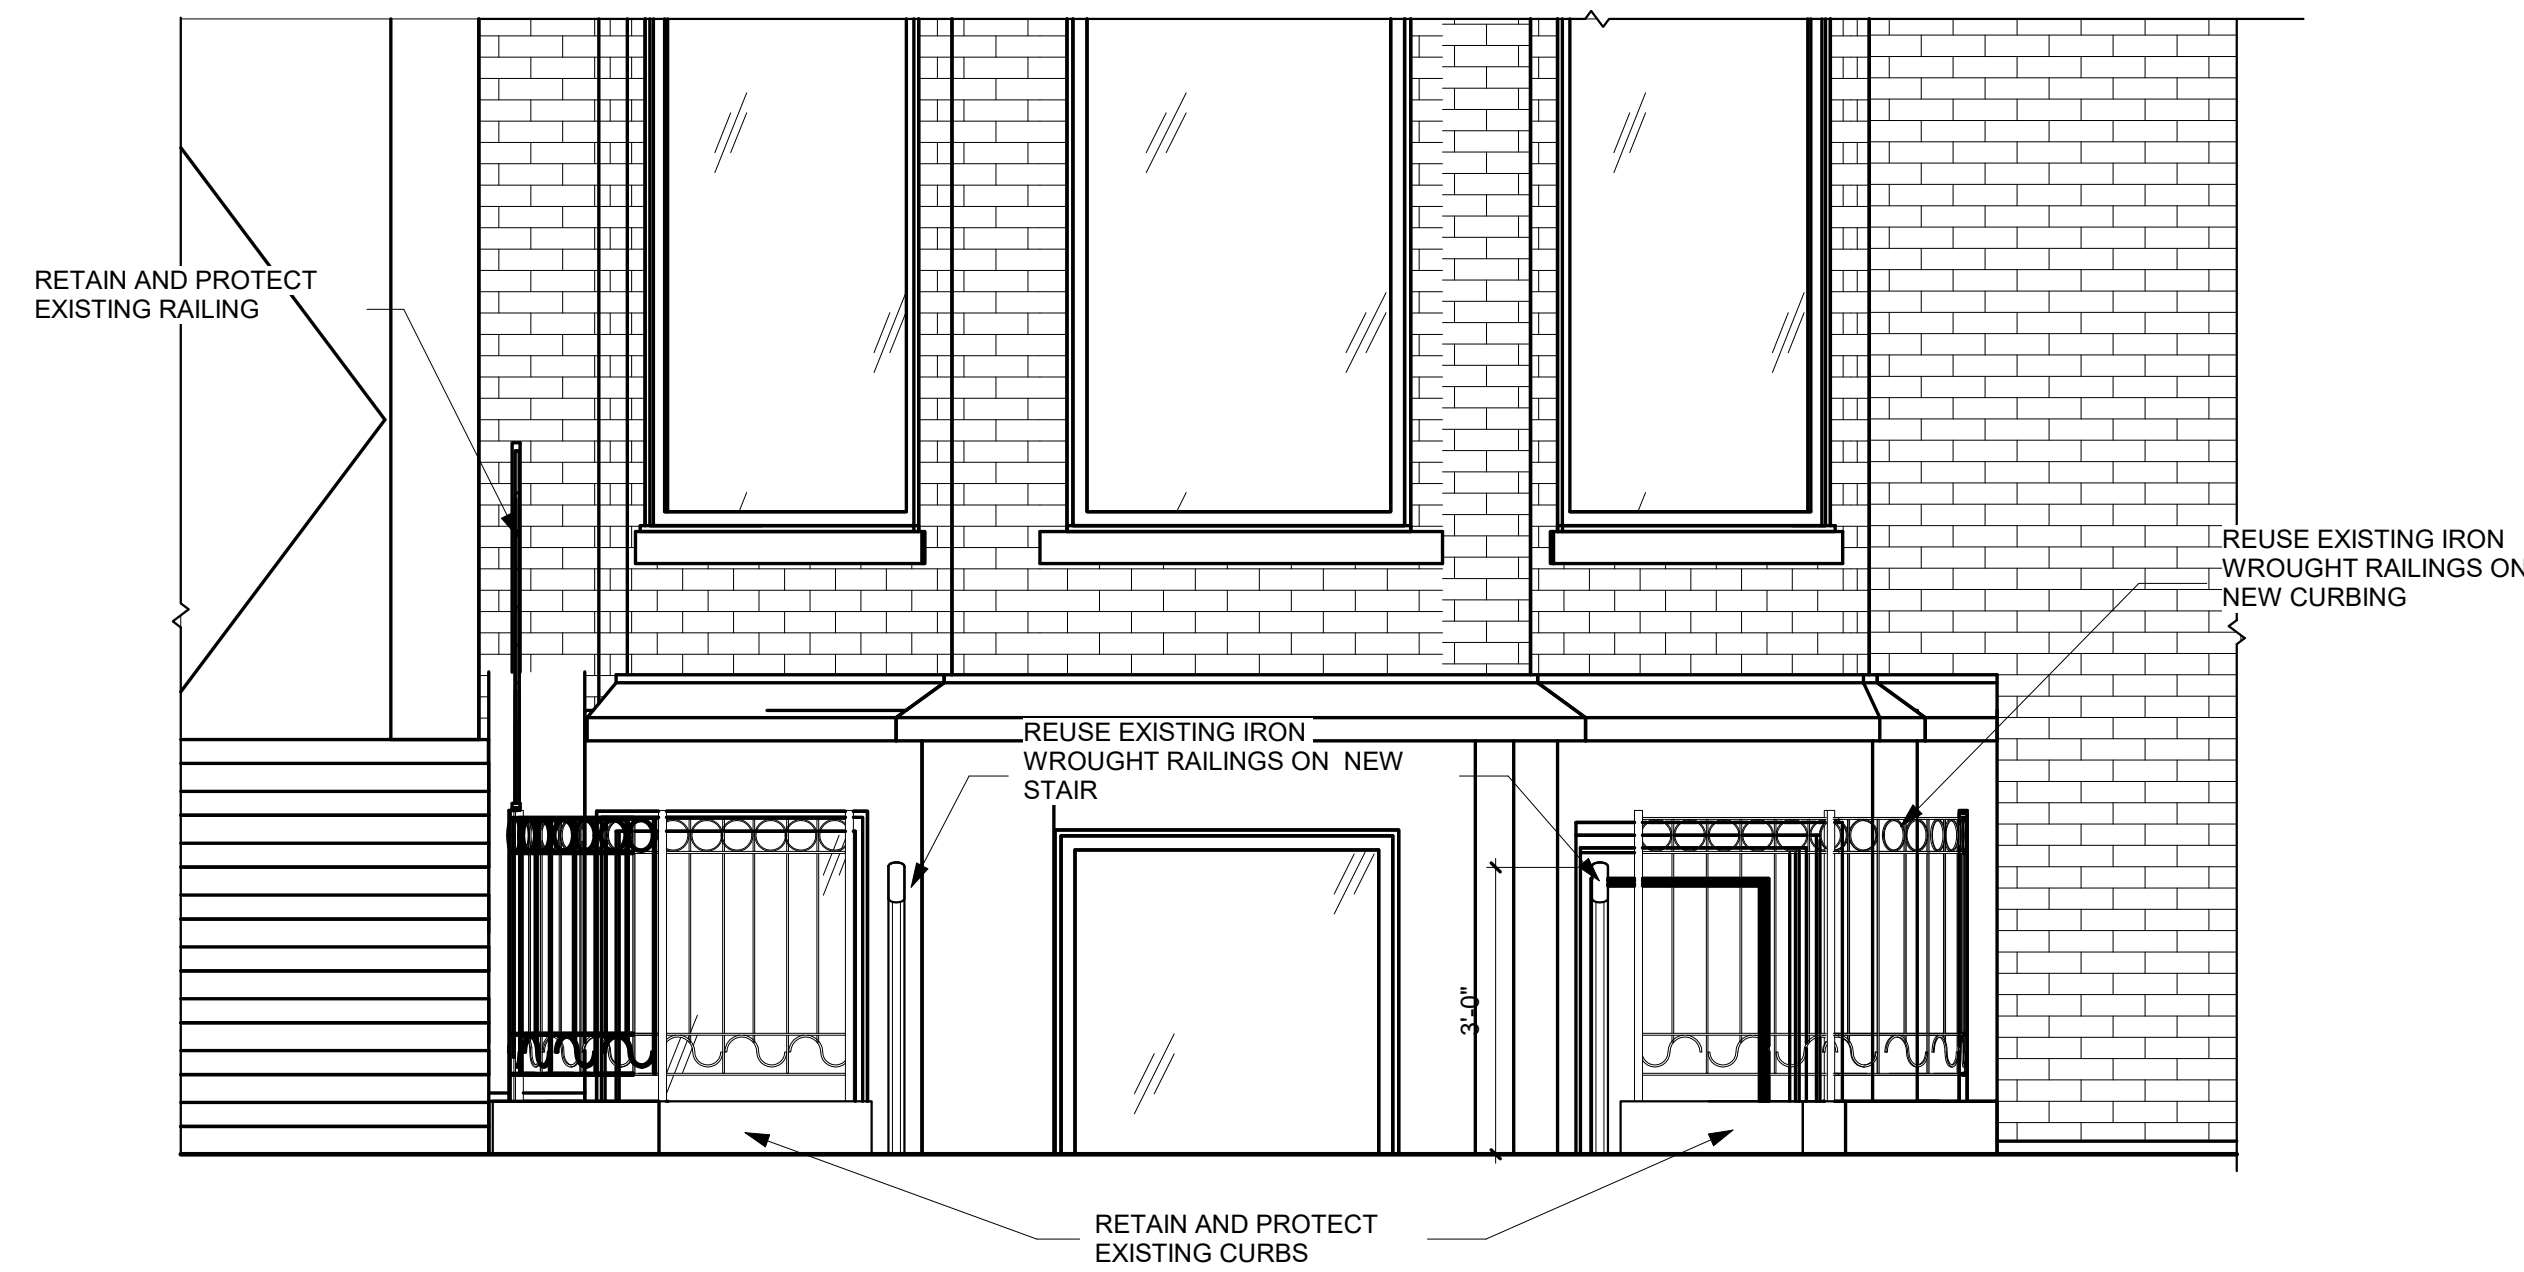 RETAIN AND PROTECT
EXISTING RAILING
REUSE EXISTING IRON
WROUGHT RAILINGS ON
NEW CURBING
REUSE EXISTING IRON
WROUGHT RAILINGS ON  NEW
STAIR
3'-0"
RETAIN AND PROTECT
EXISTING CURBS